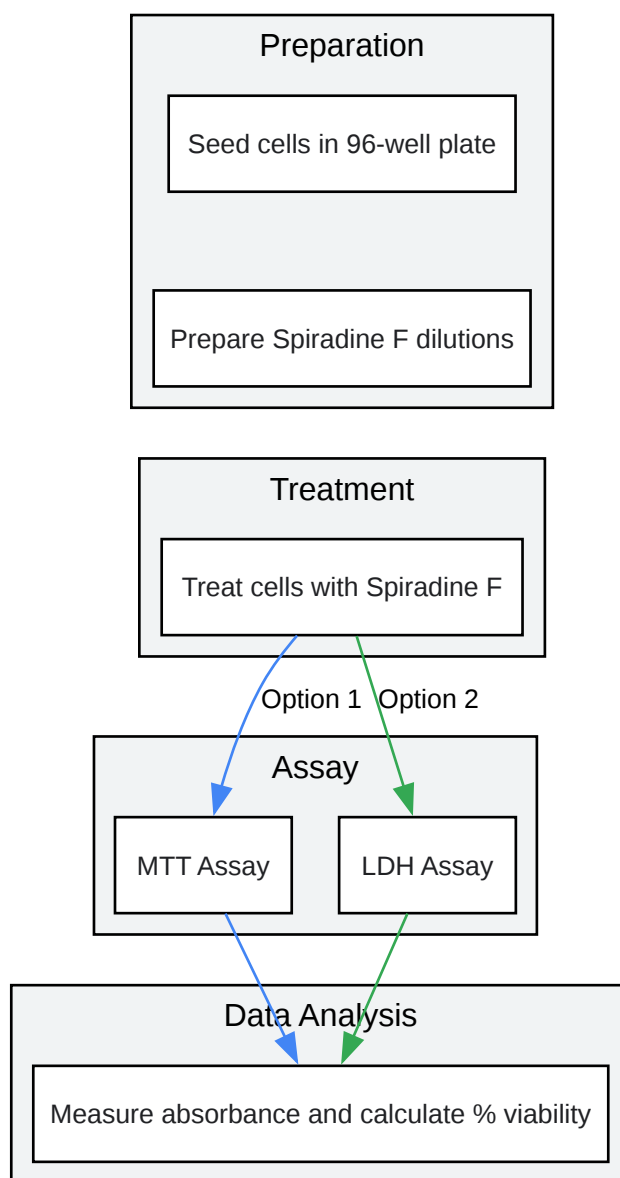 Preparation
Seed cells in 96-well plate
Prepare Spiradine F dilutions
Treatment
Treat cells with Spiradine F
Option 1
Option 2
Assay
MTT Assay
LDH Assay
Data Analysis
Measure absorbance and calculate % viability